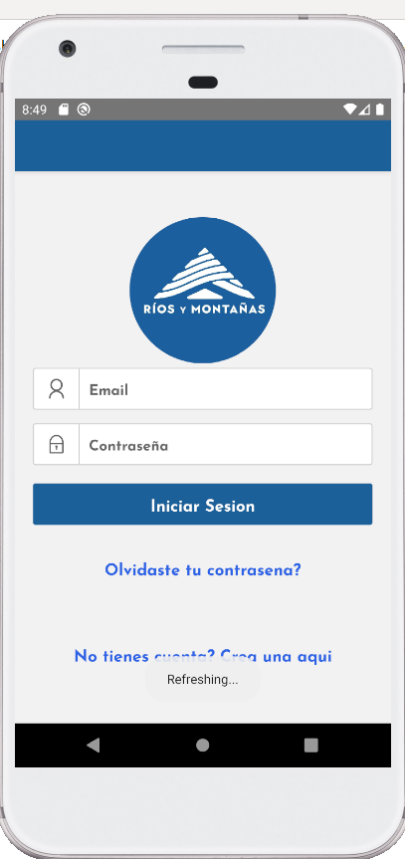 8:49
RÍOS Y MONTAÑAS
Email
Contraseña
Iniciar Sesion
Olvidaste tu contrasena?
No tienes cuenta? Crea una aqui
Refreshing...